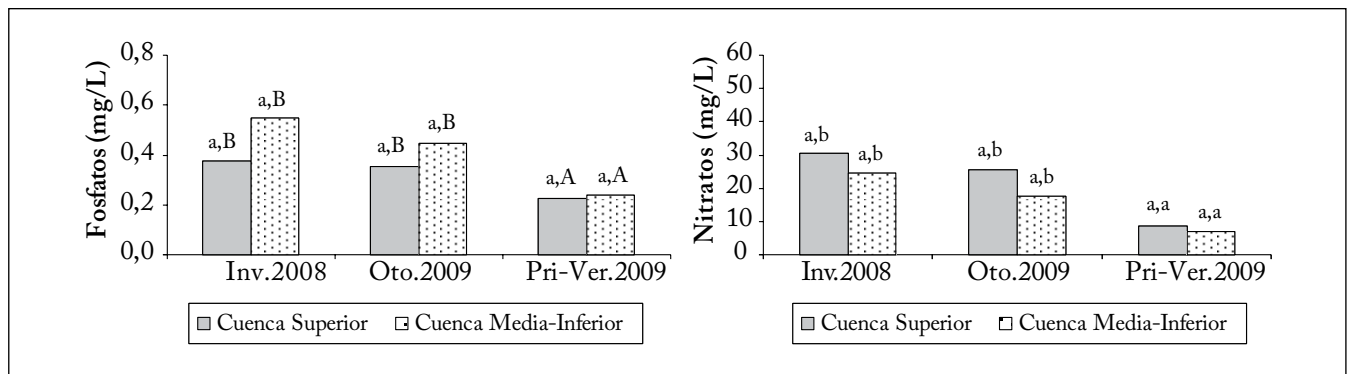 Fosfatos (mg/L)
0,8
0,6
0,4
0,2
0,0
a,B
a,B
a,B
a,B
a,A
a,A
Inv.2008
Oto.2009
Pri-Ver.2009
Cuenca Superior
Cuenca Media-Inferior
Nitratos (mg/L)
60
50
40
30
20
10
0
a,b
a,b
a,b
a,b
a,a
a,a
Inv.2008
Oto.2009
Pri-Ver.2009
Cuenca Superior
Cuenca Media-Inferior